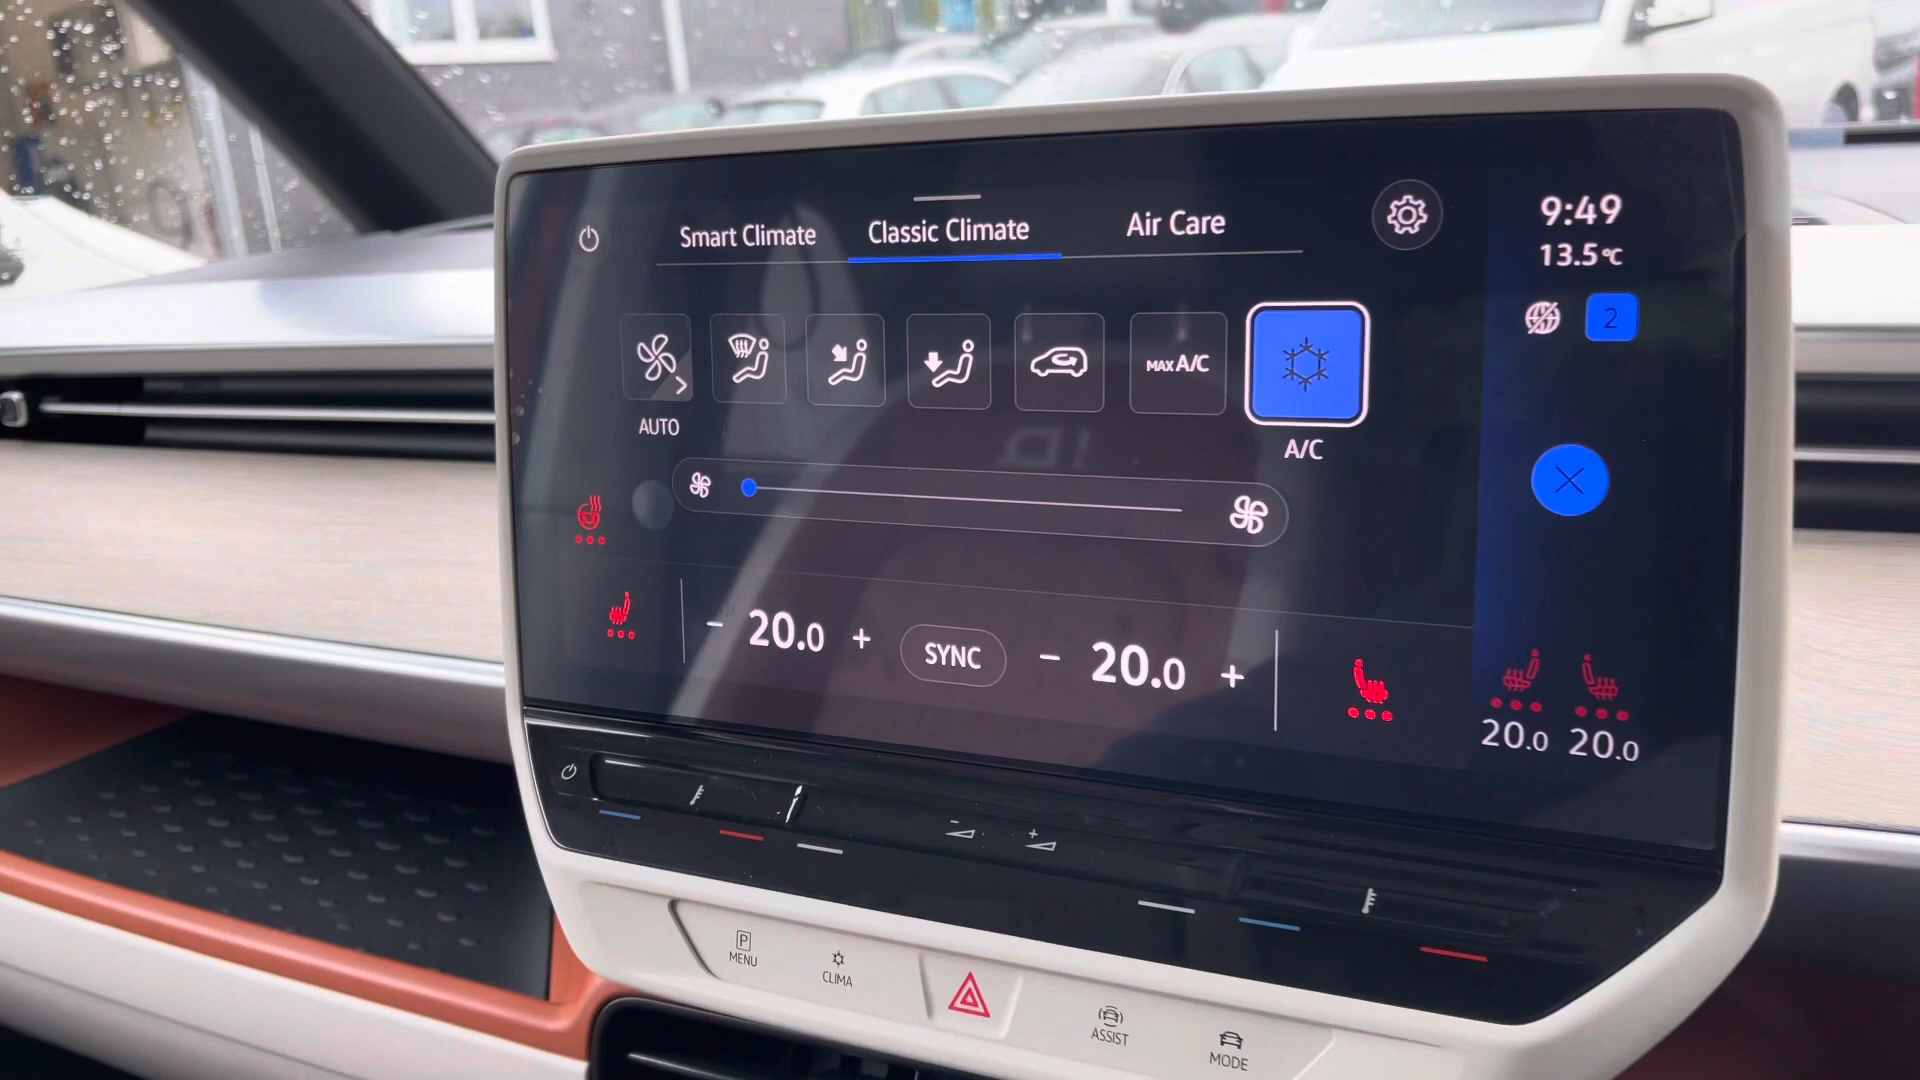 Smart Climate Classic Climate Air Care
9:49
13.5°C
2
MAX A/C
AUTO
A/C
- 20.0 + SYNC - 20.0 +
20.0 20.0
P
MENU
CLIMA
ASSIST
MODE